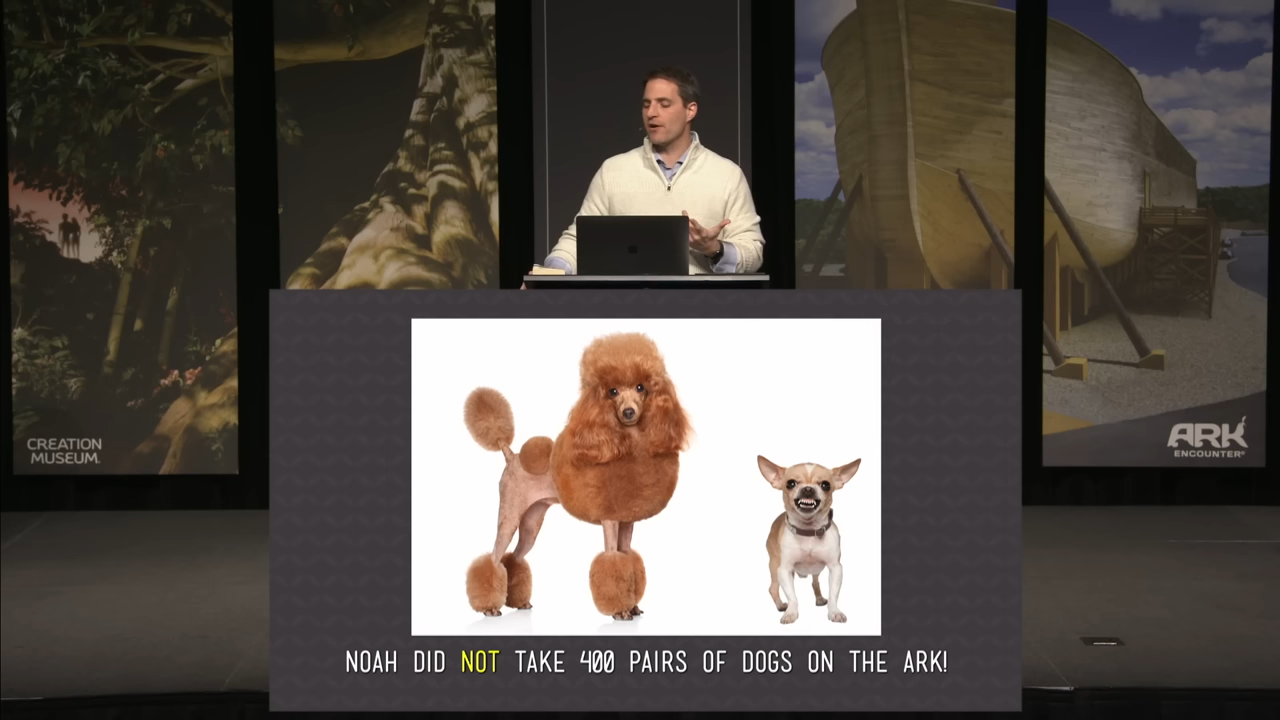 CREATION
MUSEUM
ARK
ENCOUNTER
NOAH DID NOT TAKE 400 PAIRS OF DOGS ON THE ARK!